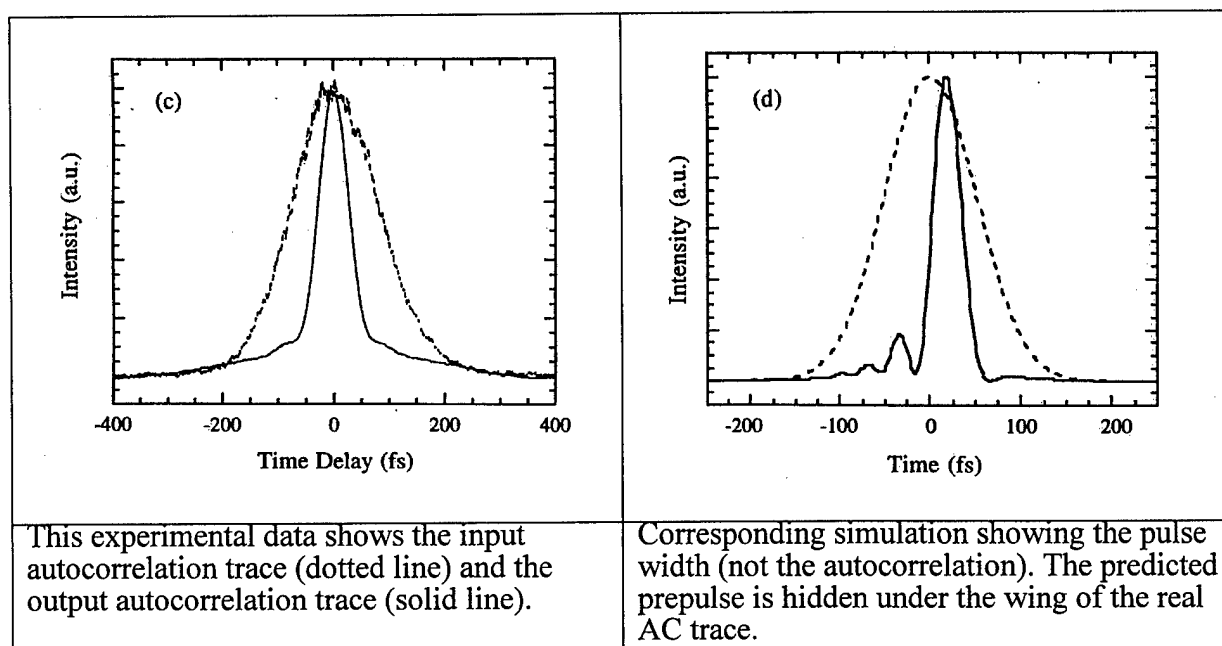 (c)
Intensity (a.u.)
-400 -200 0 200 400
Time Delay (fs)
(d)
Intensity (a.u.)
-200 -100 0 100 200
Time (fs)
This experimental data shows the input
autocorrelation trace (dotted line) and the
output autocorrelation trace (solid line).
Corresponding simulation showing the pulse
width (not the autocorrelation). The predicted
prepulse is hidden under the wing of the real
AC trace.